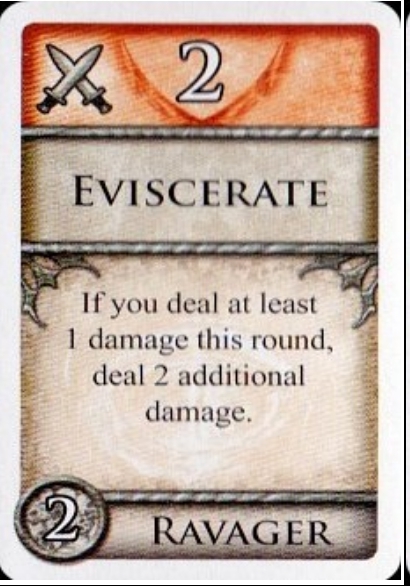 2
EVISCERATE
If you deal at least
1 damage this round,
deal 2 additional
damage.
2
RAVAGER